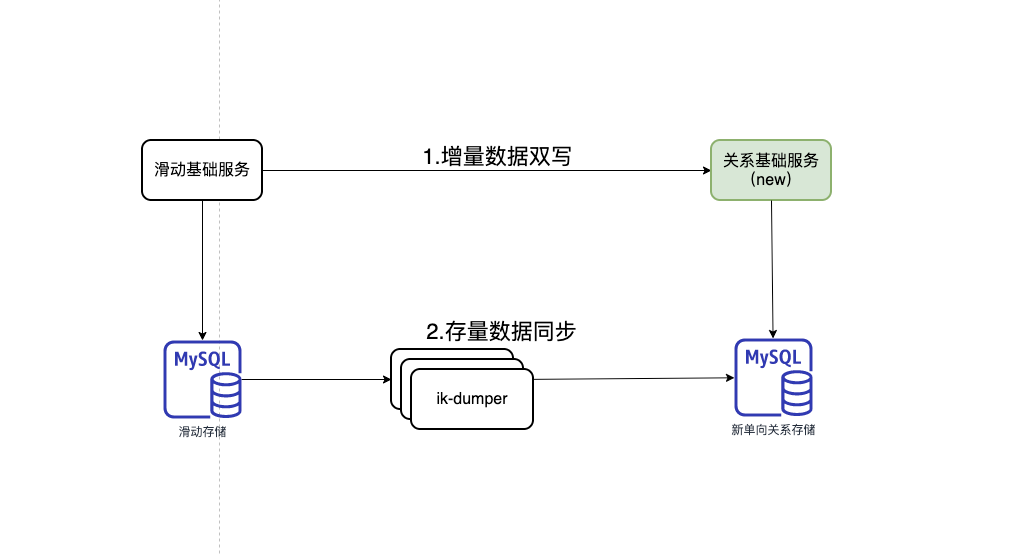 1.增量数据双写
滑动基础服务
关系基础服务
(new)
2.存量数据同步
MySQL
MySQL
ik-dumper
滑动存储
新单向关系存储